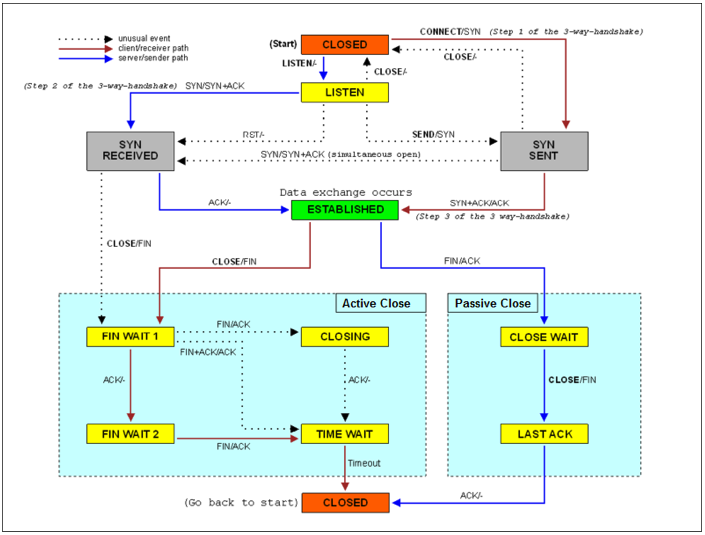 unusual event
client/receiver path
server/sender path
(Start)
CLOSED
CONNECT/SYN (Step 1 of the 3-way-handshake)
CLOSE/-
LISTEN/-
CLOSE/-
(Step 2 of the 3-way-handshake) SYN/SYN+ACK
LISTEN
RST/-
SEND/SYN
SYN
RECEIVED
SYN
SENT
SYN/SYN+ACK (simultaneous open)
Data exchange occurs
ACK/-
ESTABLISHED
SYN+ACK/ACK
(Step 3 of the 3 way-handshake)
CLOSE/FIN
CLOSE/FIN
FIN/ACK
Active Close
Passive Close
FIN WAIT 1
FIN/ACK
CLOSING
CLOSE WAIT
FIN+ACK/ACK
ACK/-
ACK/-
CLOSE/FIN
FIN WAIT 2
FIN/ACK
TIME WAIT
LAST ACK
Timeout
(Go back to start)
CLOSED
ACK/-